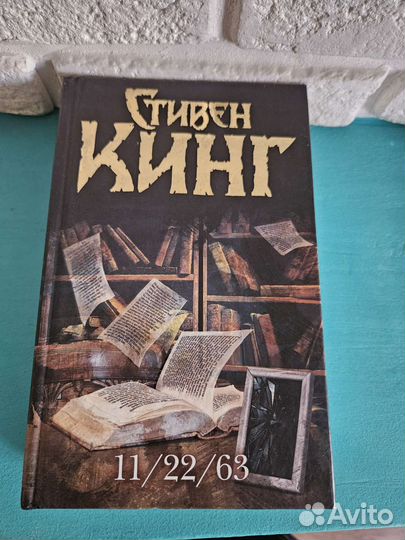 Стивен
Кинг
11/22/63
Avito